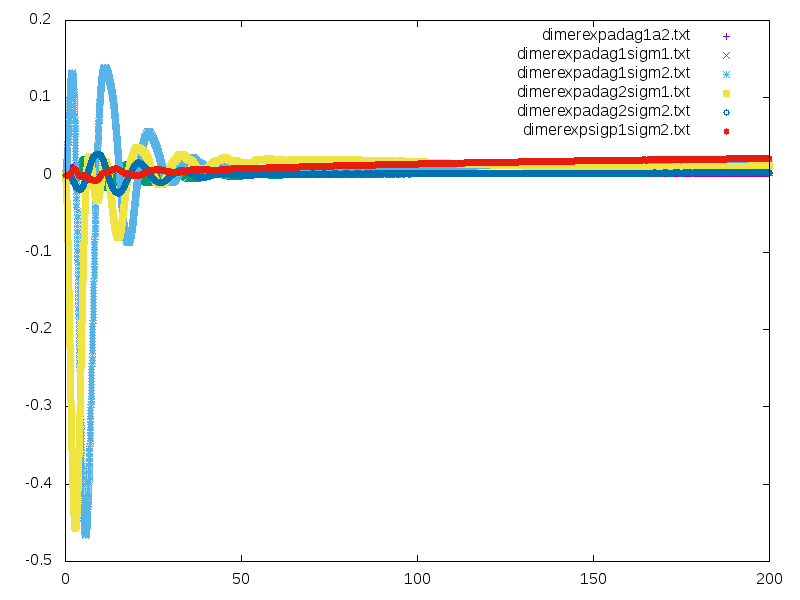 0.2
0.1
0
-0.1
-0.2
-0.3
-0.4
-0.5
0
50
100
150
200
dimerexpadag1a2.txt
dimerexpadag1sigm1.txt
dimerexpadag1sigm2.txt
dimerexpadag2sigm1.txt
dimerexpadag2sigm2.txt
dimerexpsigp1sigm2.txt